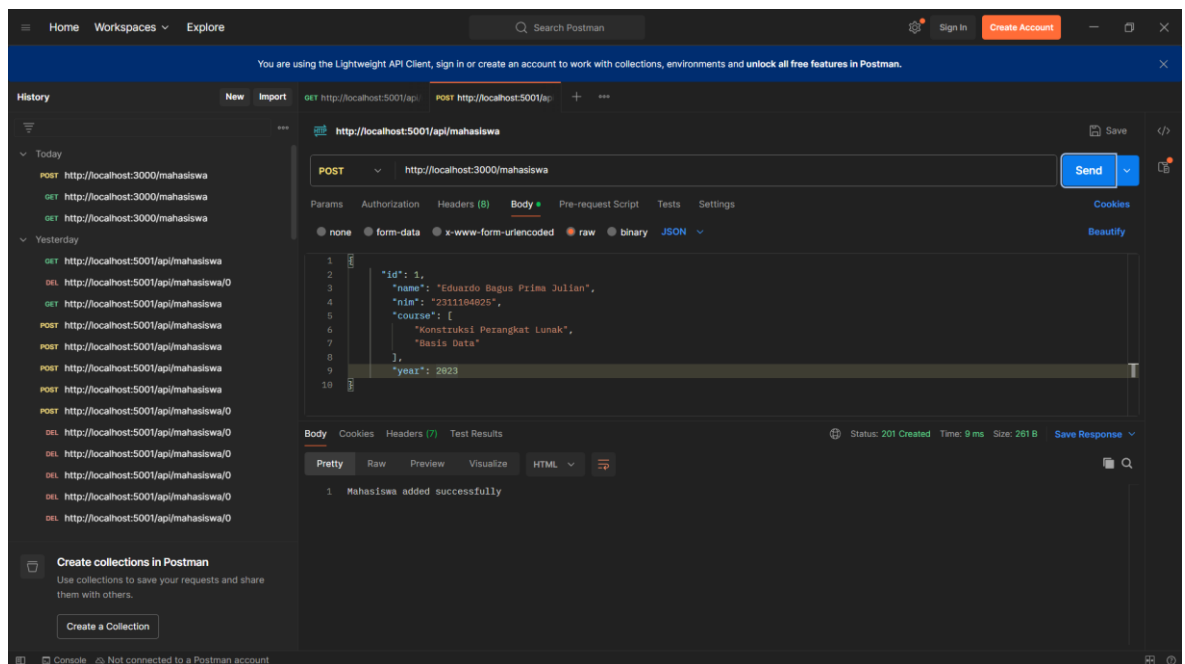 Home Workspaces Explore Search Postman Sign In Create Account
You are using the Lightweight API Client, sign in or create an account to work with collections, environments and unlock all free features in Postman.
History New Import
GET http://localhost:5001/api/ POST http://localhost:5001/ap
HTTP http://localhost:5001/api/mahasiswa Save
Today
POST http://localhost:3000/mahasiswa
GET http://localhost:3000/mahasiswa
GET http://localhost:3000/mahasiswa
Yesterday
GET http://localhost:5001/api/mahasiswa
DEL http://localhost:5001/api/mahasiswa/0
GET http://localhost:5001/api/mahasiswa
POST http://localhost:5001/api/mahasiswa
POST http://localhost:5001/api/mahasiswa
POST http://localhost:5001/api/mahasiswa
POST http://localhost:5001/api/mahasiswa
POST http://localhost:5001/api/mahasiswa/0
DEL http://localhost:5001/api/mahasiswa/0
DEL http://localhost:5001/api/mahasiswa/0
DEL http://localhost:5001/api/mahasiswa/0
DEL http://localhost:5001/api/mahasiswa/0
DEL http://localhost:5001/api/mahasiswa/0
Create collections in Postman
Use collections to save your requests and share
them with others.
Create a Collection
POST http://localhost:3000/mahasiswa Send
Params Authorization Headers (8) Body Pre-request Script Tests Settings Cookies
none form-data x-www-form-urlencoded raw binary JSON Beautify
1 {
2 "id": 1,
3 "name": "Eduardo Bagus Prima Julian",
4 "nim": "2311104025",
5 "course": [
6 "Konstruksi Perangkat Lunak",
7 "Basis Data"
8 ],
9 "year": 2023
10 }
Body Cookies Headers (7) Test Results Status: 201 Created Time: 9 ms Size: 261 B Save Response
Pretty Raw Preview Visualize HTML
1 Mahasiswa added successfully
Console Not connected to a Postman account